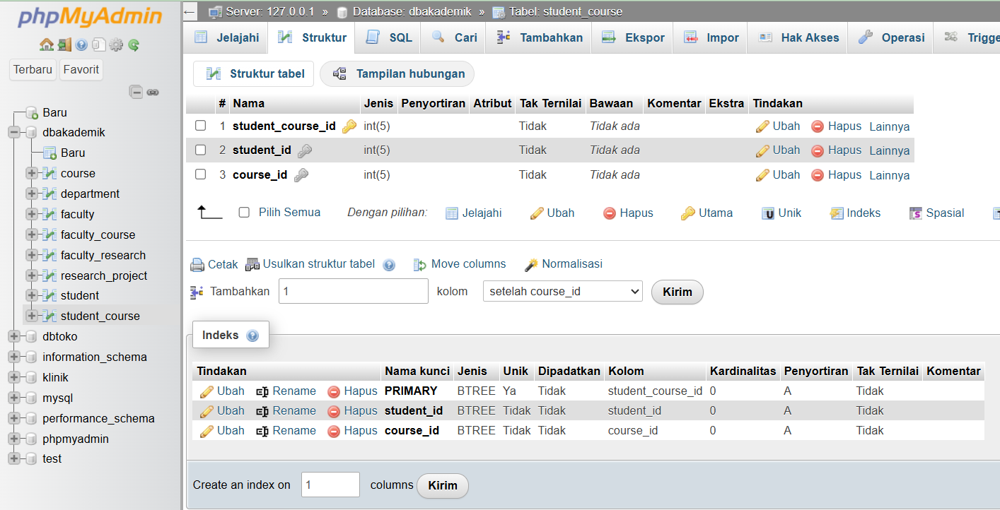 phpMyAdmin
Terbaru Favorit
Baru
dbakademik
Baru
course
department
faculty
faculty_course
faculty_research
research_project
student
student_course
dbtoko
information_schema
klinik
mysql
performance_schema
phpmyadmin
test
← Server: 127.0.0.1 » Database: dbakademik » Tabel: student_course
Jelajahi Struktur SQL Cari Tambahkan Ekspor Impor Hak Akses Operasi Trigge
Struktur tabel Tampilan hubungan
# Nama Jenis Penyortiran Atribut Tak Ternilai Bawaan Komentar Ekstra Tindakan
1 student_course_id int(5) Tidak Tidak ada Ubah Hapus Lainnya
2 student_id int(5) Tidak Tidak ada Ubah Hapus Lainnya
3 course_id int(5) Tidak Tidak ada Ubah Hapus Lainnya
Pilih Semua Dengan pilihan: Jelajahi Ubah Hapus Utama Unik Indeks Spasial
Cetak Usulkan struktur tabel Move columns Normalisasi
Tambahkan 1 kolom setelah course_id Kirim
Indeks
Tindakan Nama kunci Jenis Unik Dipadatkan Kolom Kardinalitas Penyortiran Tak Ternilai Komentar
Ubah Rename Hapus PRIMARY BTREE Ya Tidak student_course_id 0 A Tidak
Ubah Rename Hapus student_id BTREE Tidak Tidak student_id 0 A Tidak
Ubah Rename Hapus course_id BTREE Tidak Tidak course_id 0 A Tidak
Create an index on 1 columns Kirim